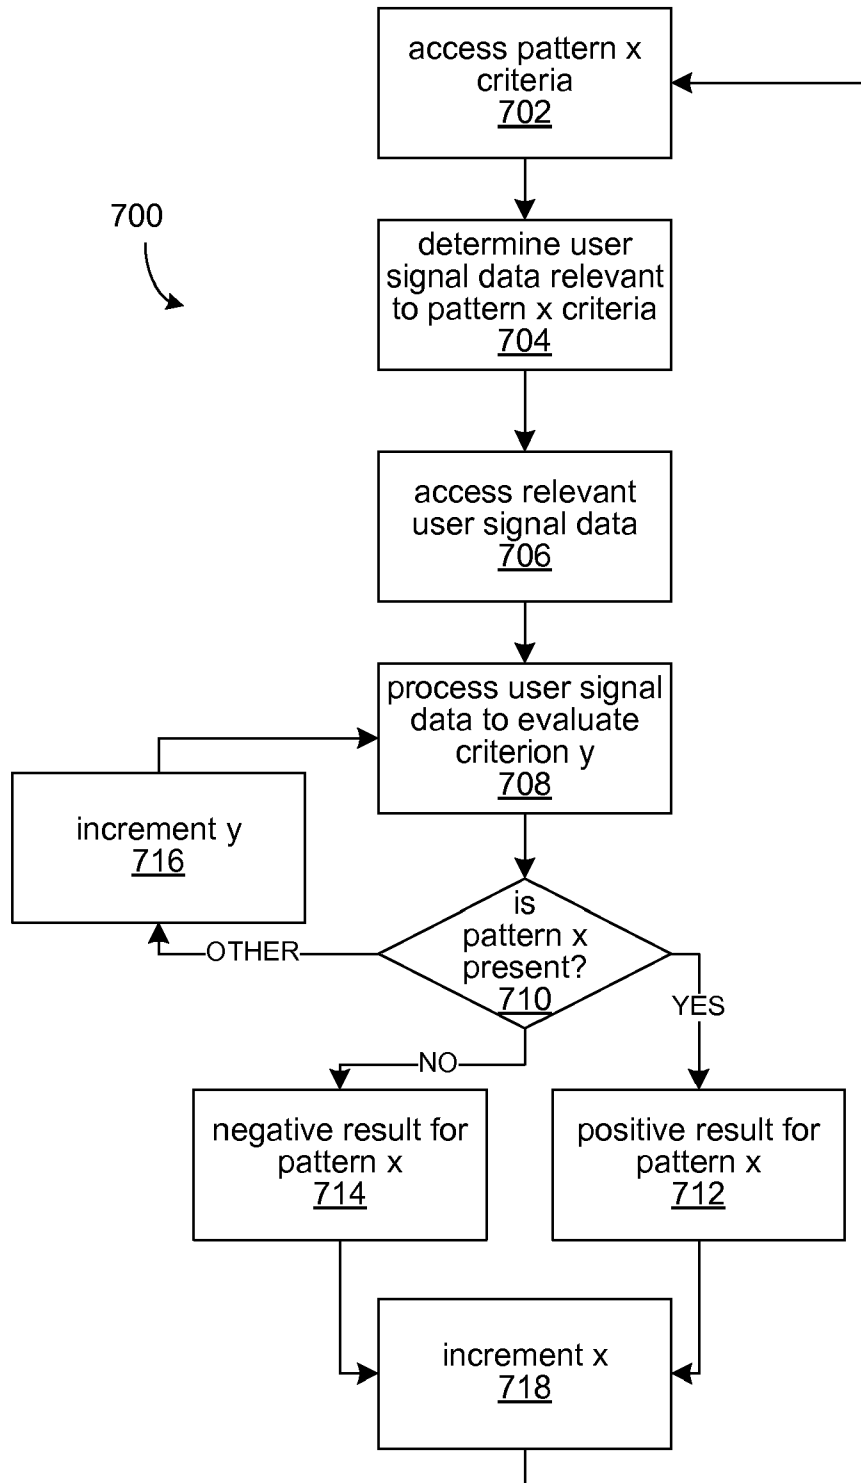 access pattern x
criteria
702
700
determine user
signal data relevant
to pattern x criteria
704
access relevant
user signal data
706
process user signal
data to evaluate
criterion y
708
increment y
716
is
pattern x
present?
710
OTHER
YES
NO
negative result for
pattern x
714
positive result for
pattern x
712
increment x
718